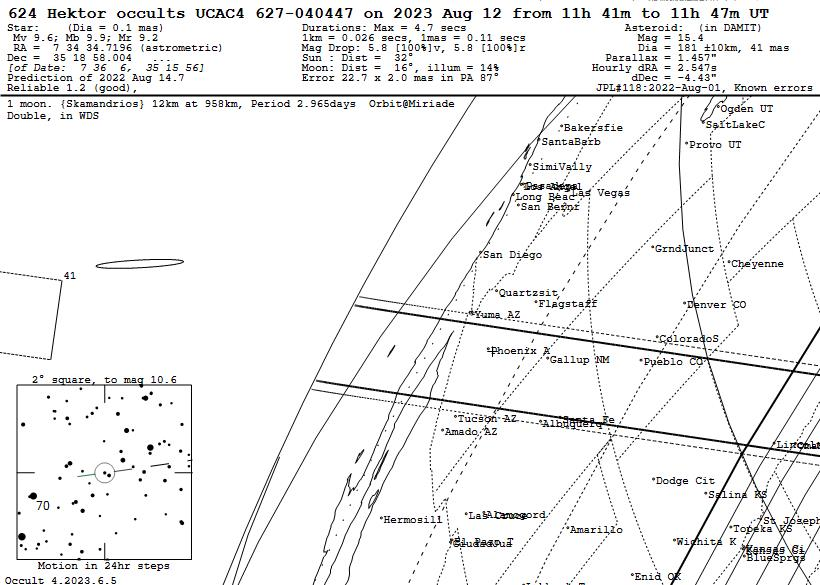 624 Hektor occults UCAC4 627-040447 on 2023 Aug 12 from 11h 41m to 11h 47m UT
Star: (Dia = 0.1 mas)
Mv 9.6; Mb 9.9; Mr 9.2
RA = 7 34 34.7196 (astrometric)
Dec = 35 18 58.004 ...
[of Date: 7 36 6, 35 15 56]
Prediction of 2022 Aug 14.7
Reliable 1.2 (good),
Durations: Max = 4.7 secs
1km = 0.026 secs, 1mas = 0.11 secs
Mag Drop: 5.8 [100%]v, 5.8 [100%]r
Sun : Dist = 32°
Moon: Dist = 16°, illum = 14%
Error 22.7 x 2.0 mas in PA 87°
Asteroid: (in DAMIT)
Mag = 15.4
Dia = 181 ±10km, 41 mas
Parallax = 1.457"
Hourly dRA = 2.547s
dDec = -4.43"
JPL#118:2022-Aug-01, Known errors
1 moon. {Skamandrios} 12km at 958km, Period 2.965days Orbit@Miriade
Double, in WDS
Ogden UT
SaltLakeC
Bakersfie
SantaBarb
Provo UT
SimiVally
Long Beac
Las Vegas
San Bernr
GrndJunct
San Diego
Cheyenne
41
Quartzsit
Flagstaff
Denver CO
Yuma AZ
ColoradoS
Phoenix A
Gallup NM
Pueblo CO
2° square, to mag 10.6
Tucson AZ
Santa Fe
Albuquerq
Amado AZ
Dodge Cit
Salina KS
70
Hermosill
Las Cruce
Alamogord
St Joseph
Amarillo
Topeka KS
Wichita K
El Paso T
Kansas Ci
BlueSprgs
Motion in 24hr steps
Enid OK
Occult 4.2023.6.5